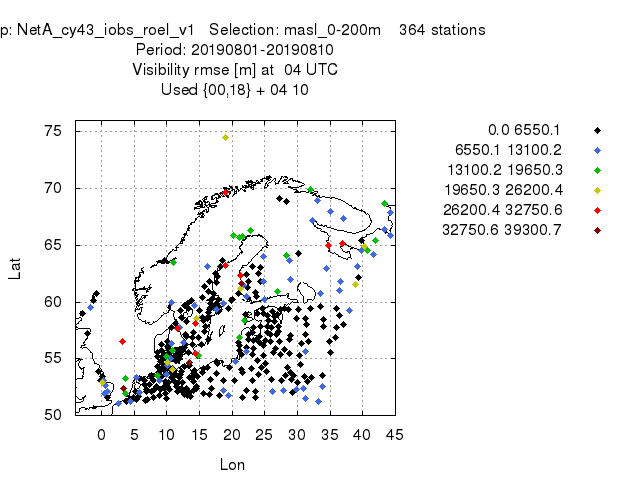 p: NetA_cy43_iobs_roel_v1 Selection: masl_0-200m 364 stations
Period: 20190801-20190810
Visibility rmse [m] at 04 UTC
Used {00,18} + 04 10
75
70
65
60
55
50
Lat
0 5 10 15 20 25 30 35 40 45
Lon
0.0 6550.1
6550.1 13100.2
13100.2 19650.3
19650.3 26200.4
26200.4 32750.6
32750.6 39300.7